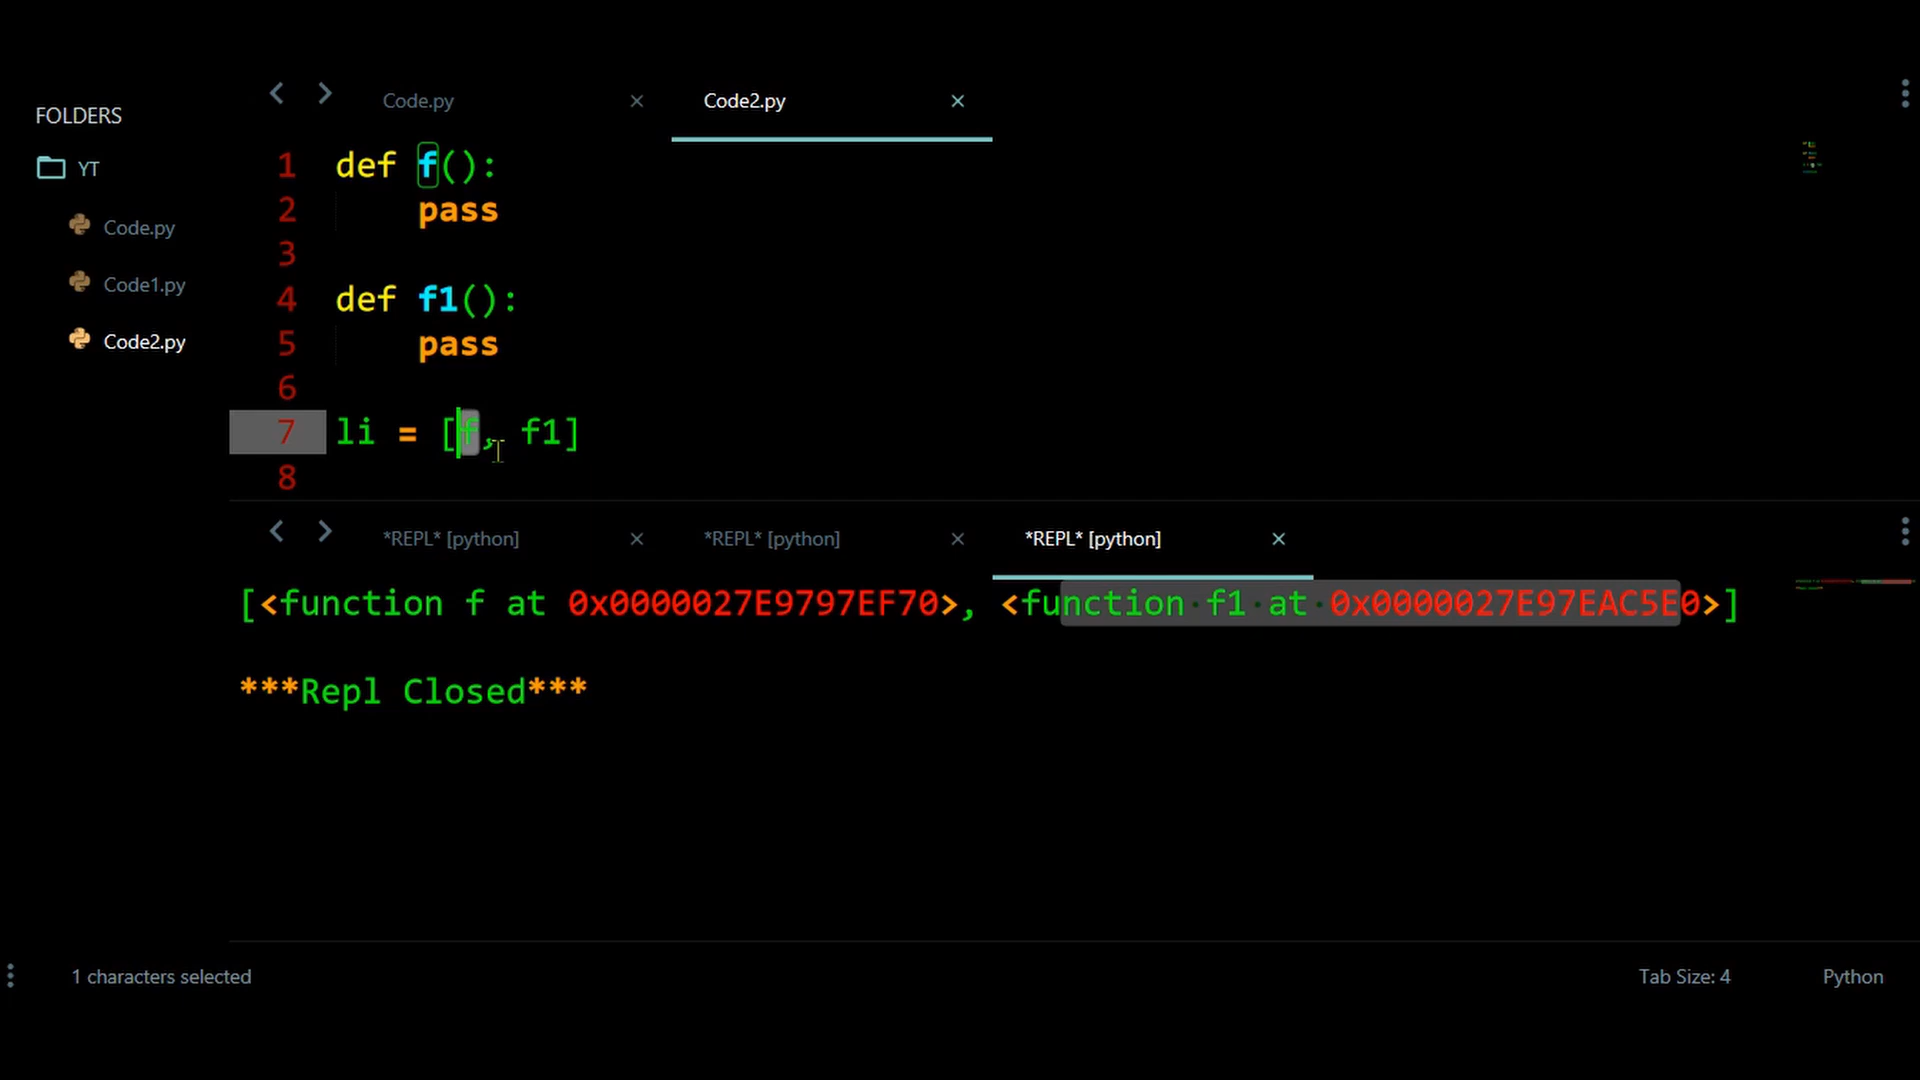 FOLDERS
YT
Code.py
Code1.py
Code2.py
Code.py
Code2.py
1 def f():
2 pass
3
4 def f1():
5 pass
6
7 li = [f, f1]
8
*REPL* [python]
*REPL* [python]
*REPL* [python]
[<function f at 0x0000027E9797EF70>, <function f1 at 0x0000027E97EAC5E0>]
***Repl Closed***
1 characters selected
Tab Size: 4
Python